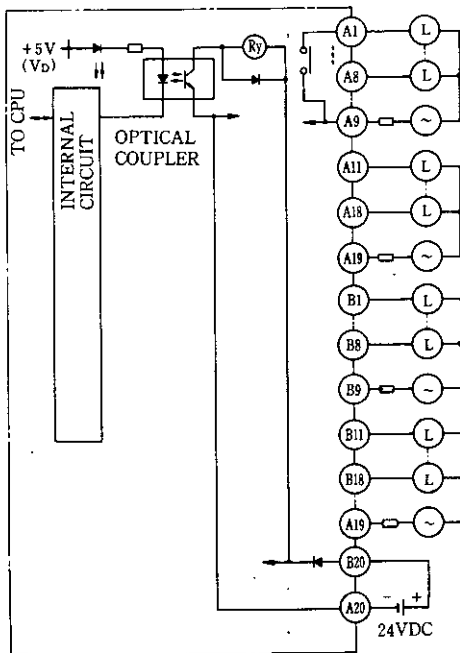 +5V
(VD)
TO CPU
INTERNAL
CIRCUIT
OPTICAL
COUPLER
Ry
A1
L
A8
L
A9
~
A11
L
A18
L
A19
~
B1
L
B8
L
B9
~
B11
L
B18
L
A19
~
B20
A20
- +
24VDC